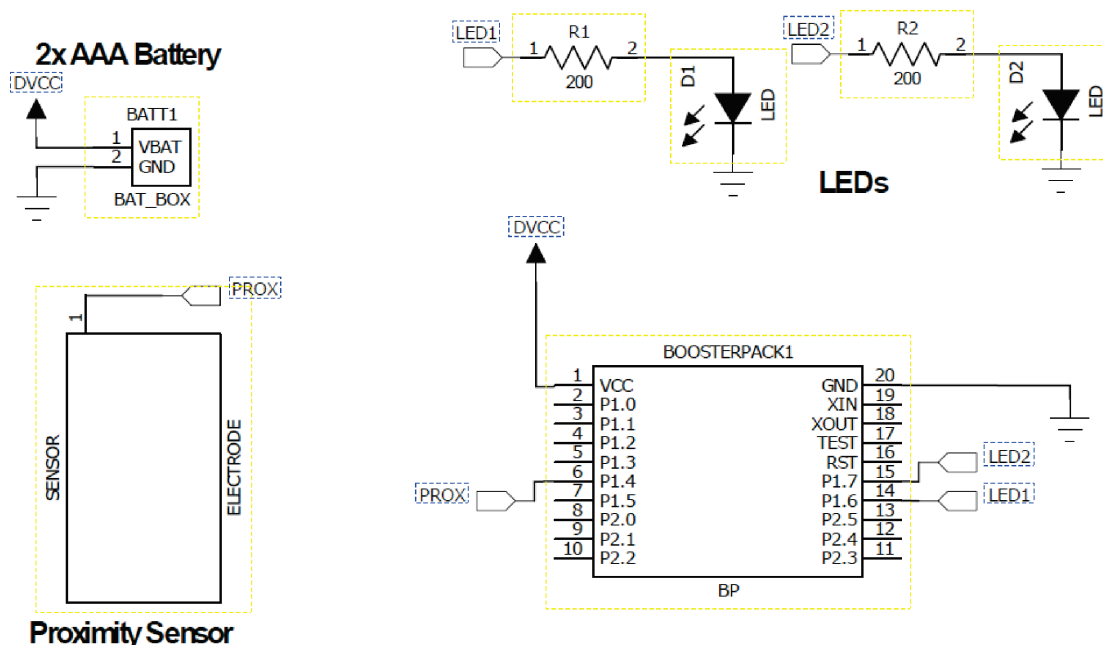 2x AAA Battery
DVCC
BATT1
1 VBAT
2 GND
BAT_BOX
LED1
R1
1 2
200
D1
LED
LED2
R2
1 2
200
D2
LED
LEDs
PROX
1
SENSOR
ELECTRODE
Proximity Sensor
DVCC
BOOSTERPACK1
1 VCC GND 20
2 P1.0 XIN 19
3 P1.1 XOUT 18
4 P1.2 TEST 17
5 P1.3 RST 16
6 P1.4 P1.7 15
7 P1.5 P1.6 14
8 P2.0 P2.5 13
9 P2.1 P2.4 12
10 P2.2 P2.3 11
BP
PROX
LED2
LED1